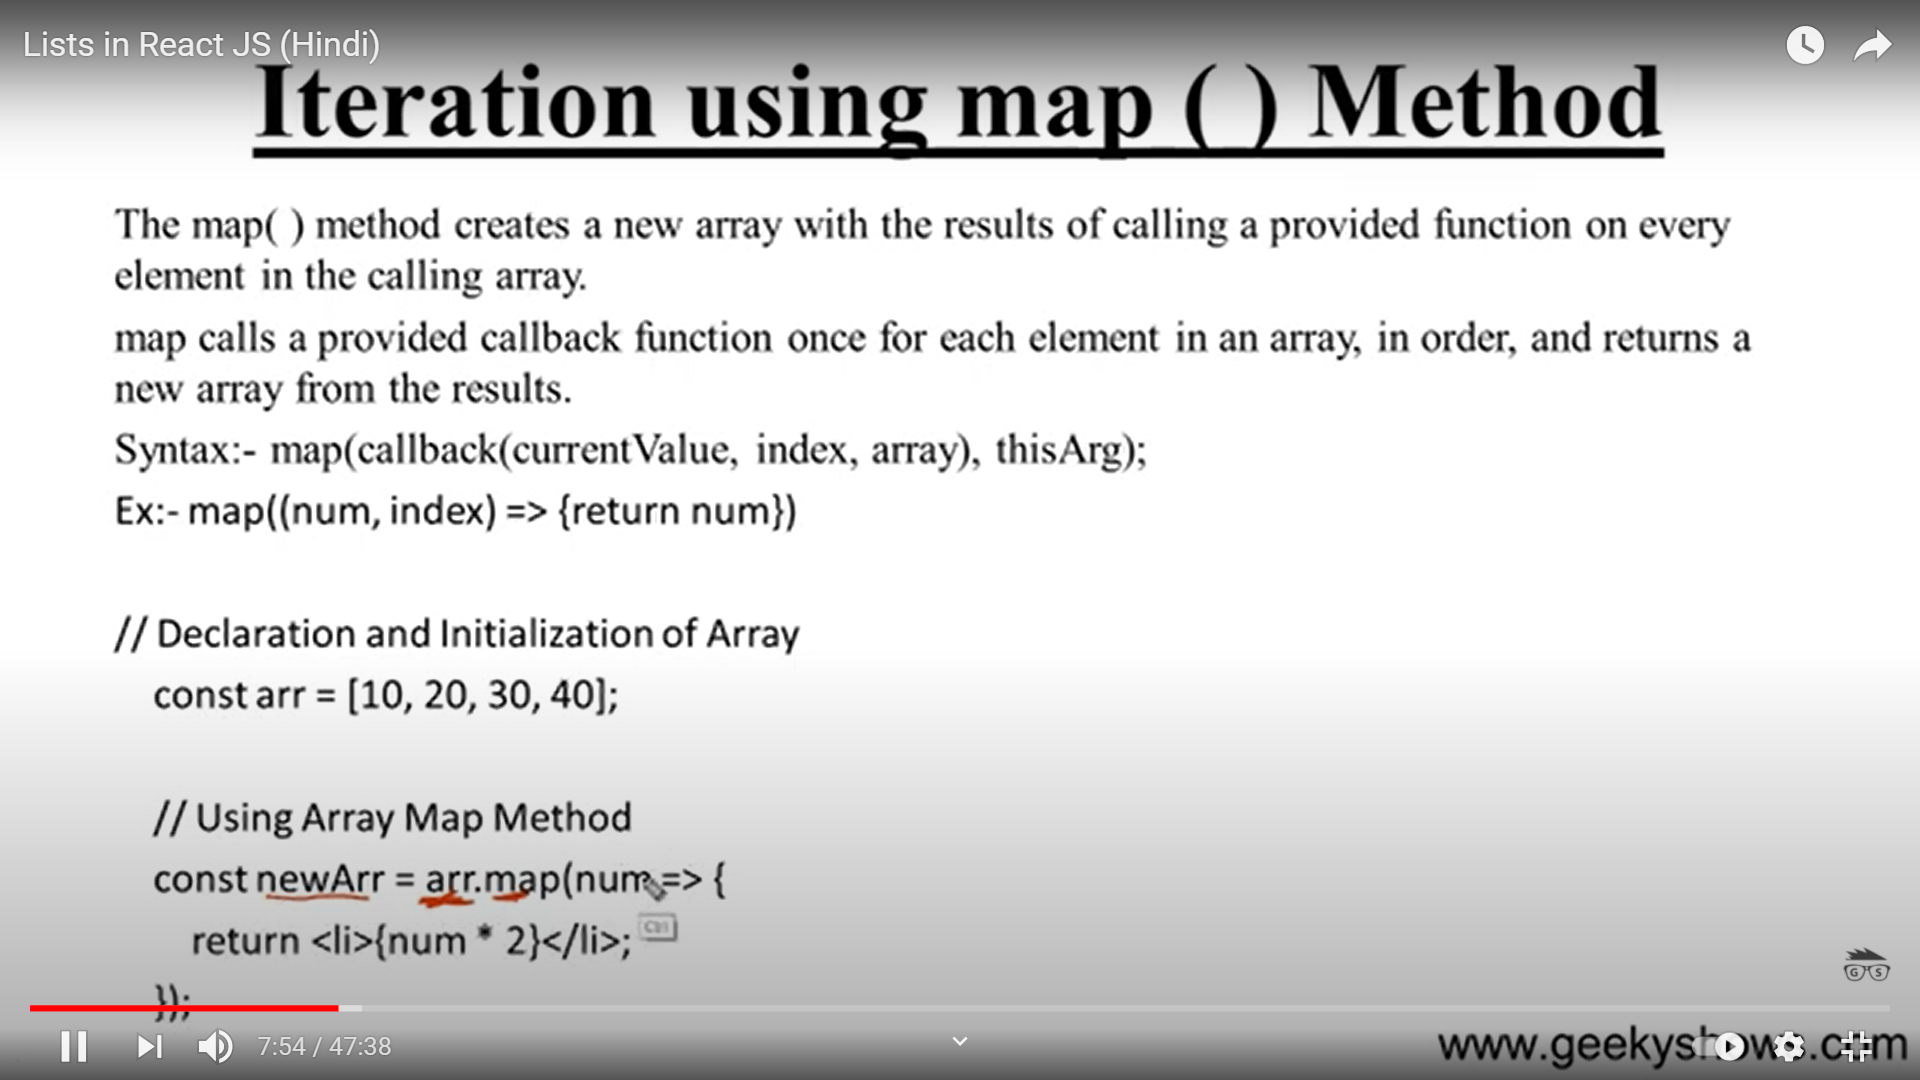 Lists in React JS (Hindi)
Iteration using map ( ) Method
The map( ) method creates a new array with the results of calling a provided function on every
element in the calling array.
map calls a provided callback function once for each element in an array, in order, and returns a
new array from the results.
Syntax:- map(callback(currentValue, index, array), thisArg);
Ex:- map((num, index) => {return num})
// Declaration and Initialization of Array
const arr = [10, 20, 30, 40];
// Using Array Map Method
const newArr = arr.map(num => {
Ctrl
return <li>{num * 2}</li>;
G S
});
7:54 / 47:38
www.geekyshows.com